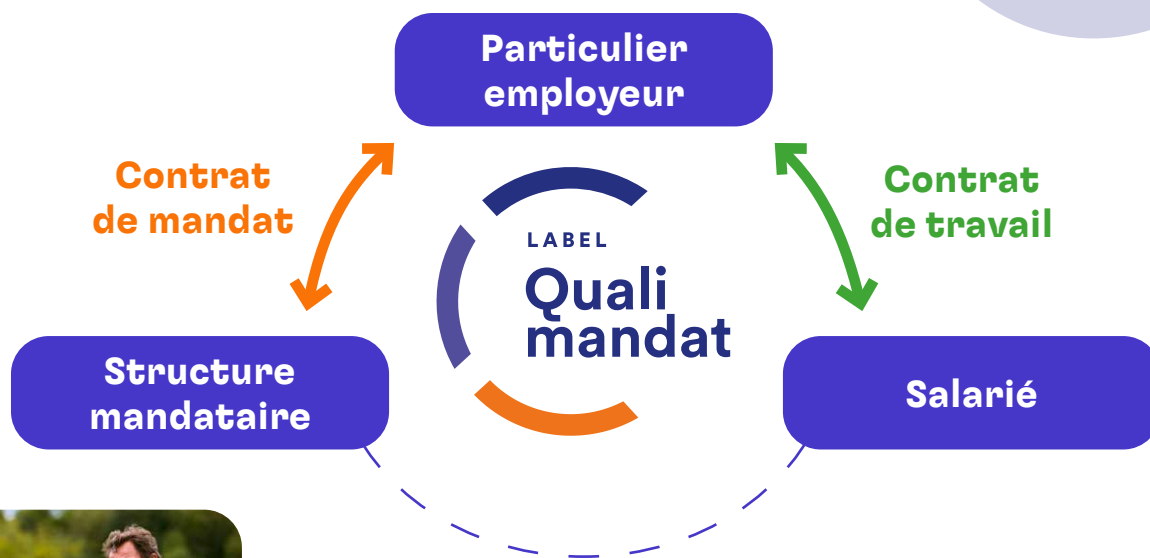 Particulier
employeur
Contrat
de mandat
Contrat
de travail
LABEL
Quali
mandat
Structure
mandataire
Salarié